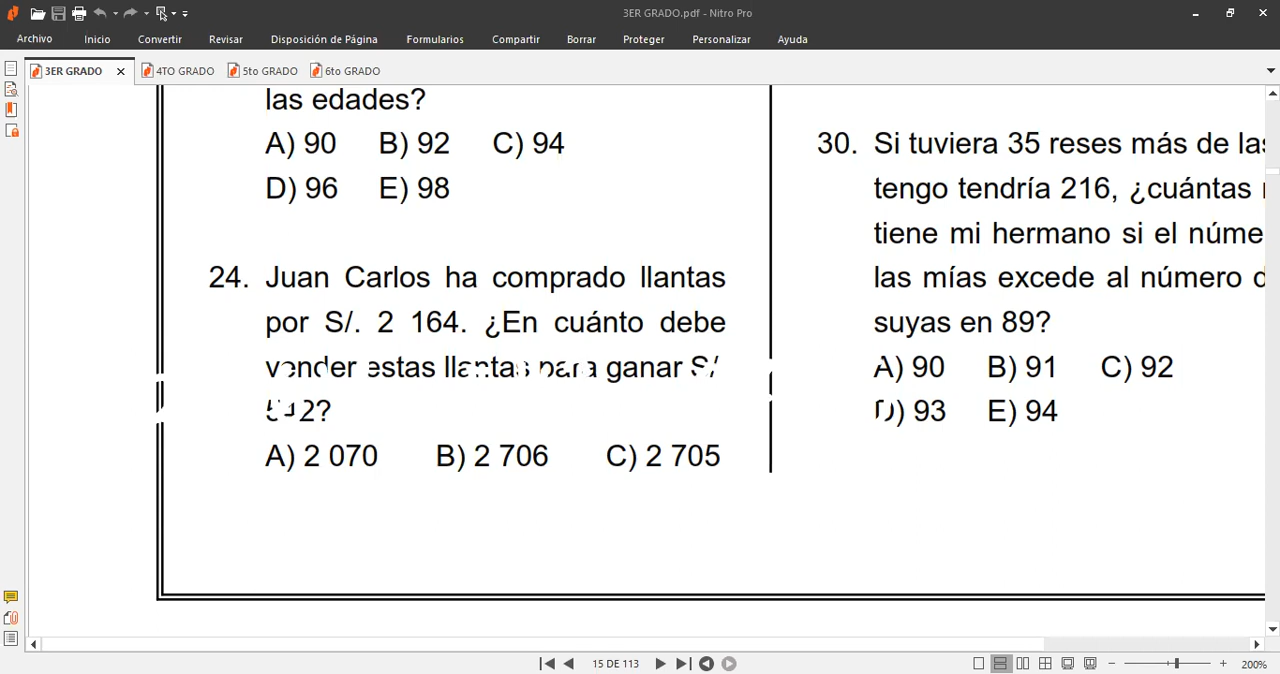 3ER GRADO.pdf - Nitro Pro
Archivo Inicio Convertir Revisar Disposición de Página Formularios Compartir Borrar Proteger Personalizar Ayuda
3ER GRADO 4TO GRADO 5to GRADO 6to GRADO
las edades?
A) 90 B) 92 C) 94
D) 96 E) 98
24. Juan Carlos ha comprado llantas
por S/. 2 164. ¿En cuánto debe
vender estas llantas para ganar S/
A) 2 070 B) 2 706 C) 2 705
30. Si tuviera 35 reses más de las
tengo tendría 216, ¿cuántas
tiene mi hermano si el núme
las mías excede al número
suyas en 89?
A) 90 B) 91 C) 92
D) 93 E) 94
15 DE 113
200%